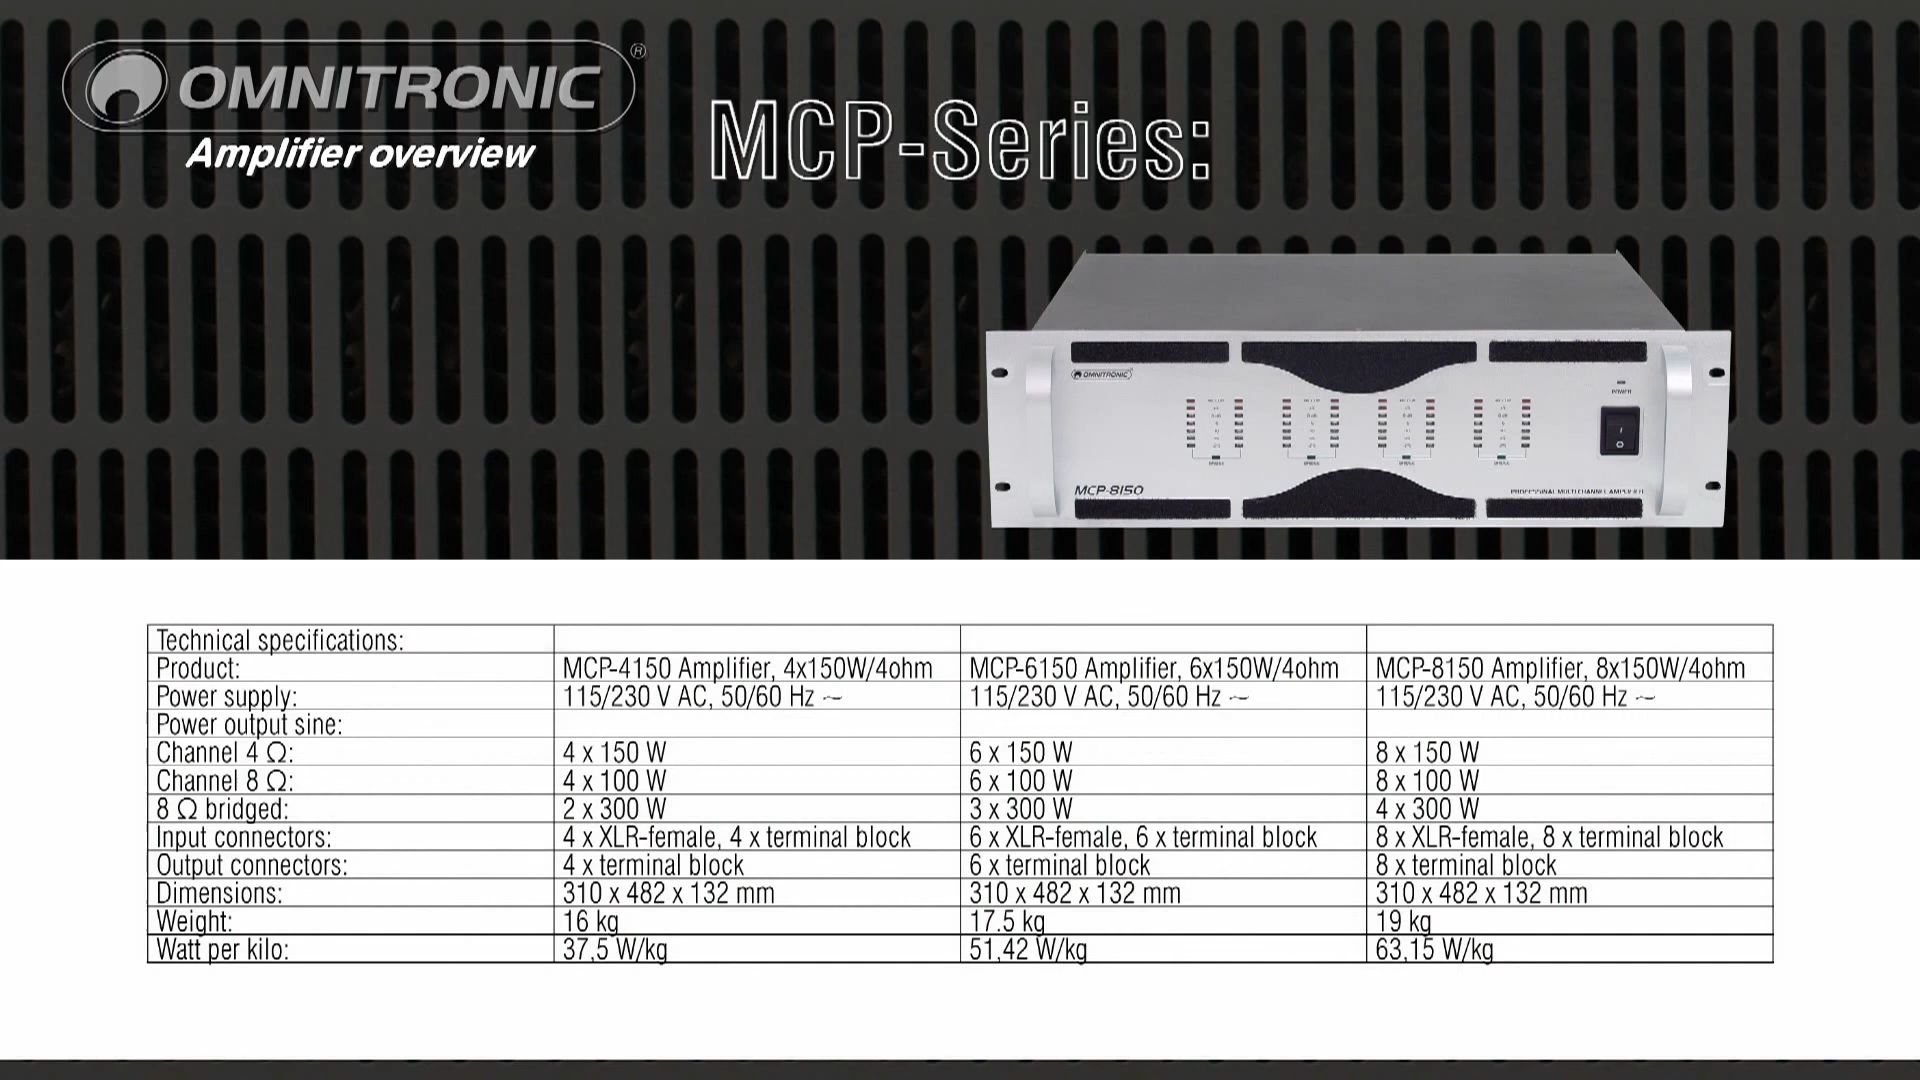 OMNITRONIC®
Amplifier overview
MCP-Series:
OMNITRONIC
POWER
MCP-8150
Technical specifications:
Product: MCP-4150 Amplifier, 4x150W/4ohm MCP-6150 Amplifier, 6x150W/4ohm MCP-8150 Amplifier, 8x150W/4ohm
Power supply: 115/230 V AC, 50/60 Hz ~ 115/230 V AC, 50/60 Hz ~ 115/230 V AC, 50/60 Hz ~
Power output sine:
Channel 4 Ω: 4 x 150 W 6 x 150 W 8 x 150 W
Channel 8 Ω: 4 x 100 W 6 x 100 W 8 x 100 W
8 Ω bridged: 2 x 300 W 3 x 300 W 4 x 300 W
Input connectors: 4 x XLR-female, 4 x terminal block 6 x XLR-female, 6 x terminal block 8 x XLR-female, 8 x terminal block
Output connectors: 4 x terminal block 6 x terminal block 8 x terminal block
Dimensions: 310 x 482 x 132 mm 310 x 482 x 132 mm 310 x 482 x 132 mm
Weight: 16 kg 17.5 kg 19 kg
Watt per kilo: 37,5 W/kg 51,42 W/kg 63,15 W/kg